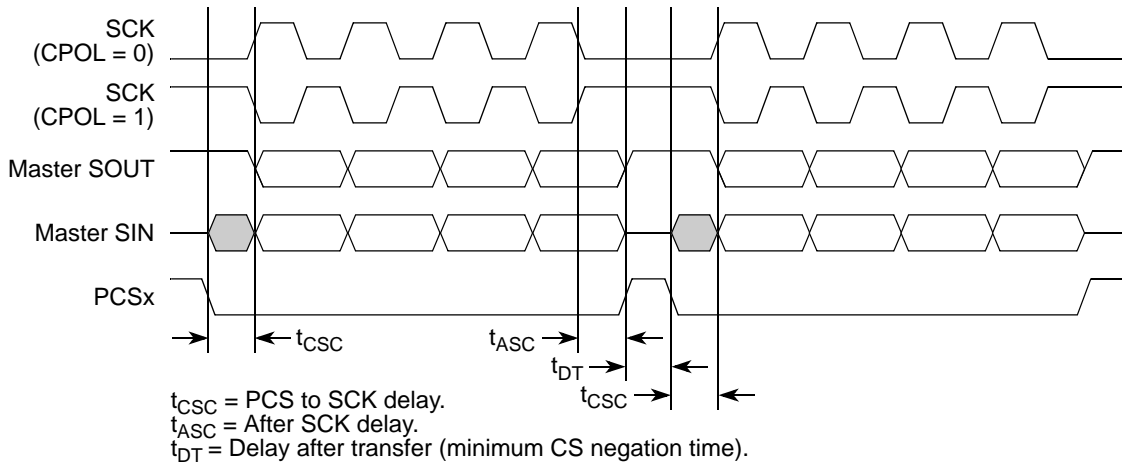 SCK
(CPOL = 0)
SCK
(CPOL = 1)
Master SOUT
Master SIN
PCSx
tCSC
tASC
tDT
tCSC
tCSC = PCS to SCK delay.
tASC = After SCK delay.
tDT = Delay after transfer (minimum CS negation time).